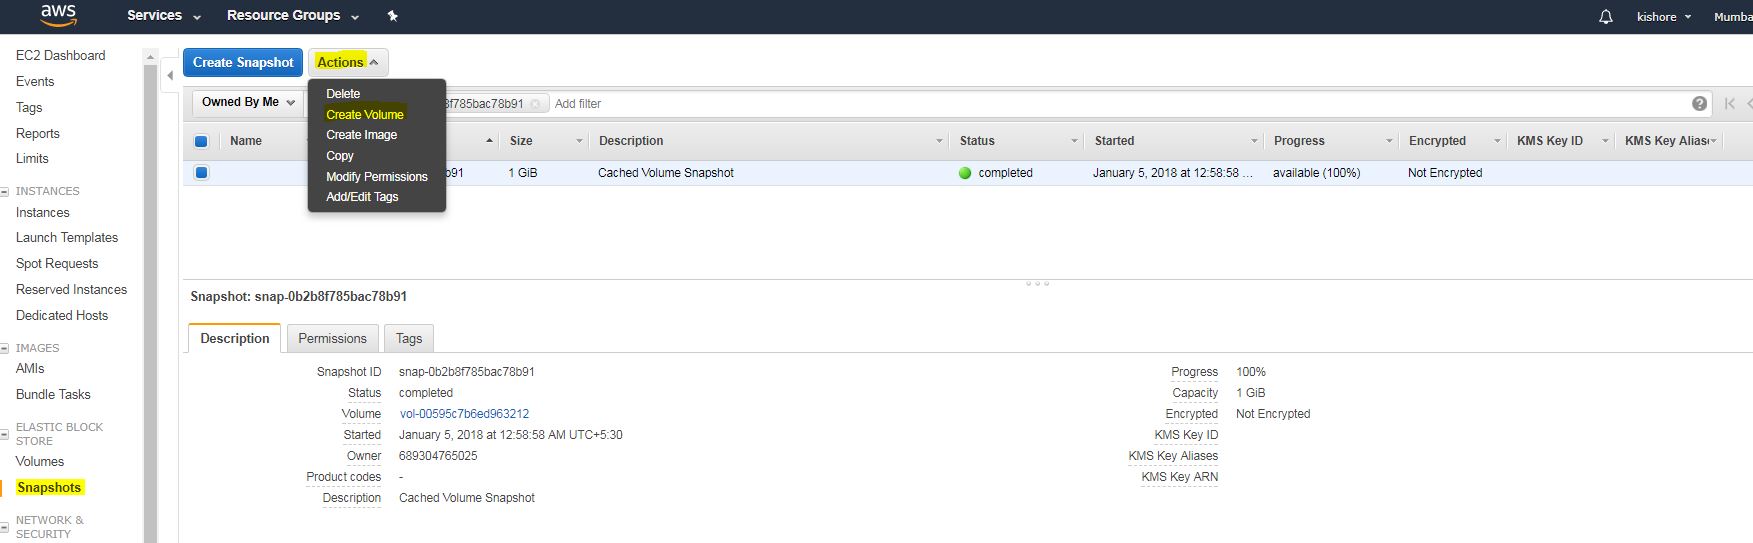 aws Services Resource Groups kishore Mumba
EC2 Dashboard
Events
Tags
Reports
Limits
INSTANCES
Instances
Launch Templates
Spot Requests
Reserved Instances
Dedicated Hosts
IMAGES
AMIs
Bundle Tasks
ELASTIC BLOCK
STORE
Volumes
Snapshots
NETWORK &
SECURITY
Create Snapshot Actions
Delete
Create Volume
Create Image
Copy
Modify Permissions
Add/Edit Tags
Owned By Me 8f785bac78b91 Add filter
Name Size Description Status Started Progress Encrypted KMS Key ID KMS Key Alias
b91 1 GiB Cached Volume Snapshot completed January 5, 2018 at 12:58:58 ... available (100%) Not Encrypted
Snapshot: snap-0b2b8f785bac78b91
Description Permissions Tags
Snapshot ID snap-0b2b8f785bac78b91 Progress 100%
Status completed Capacity 1 GiB
Volume vol-00595c7b6ed963212 Encrypted Not Encrypted
Started January 5, 2018 at 12:58:58 AM UTC+5:30 KMS Key ID
Owner 689304765025 KMS Key Aliases
Product codes - KMS Key ARN
Description Cached Volume Snapshot